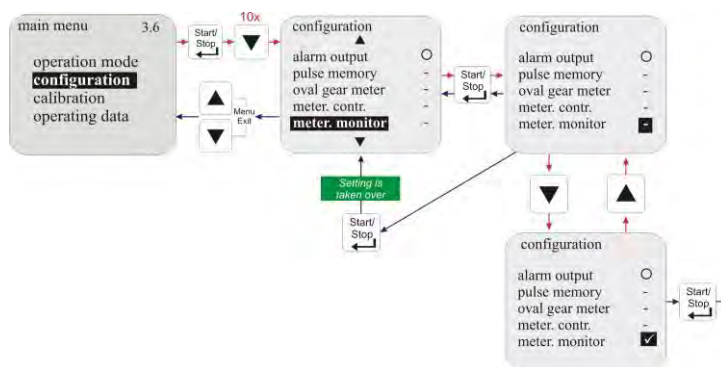 main menu 3.6
operation mode
configuration
calibration
operating data
Start/
Stop
10x
Menu
Exit
configuration
alarm output O
pulse memory -
oval gear meter -
meter. contr. -
meter. monitor -
Start/
Stop
configuration
alarm output O
pulse memory -
oval gear meter -
meter. contr. -
meter. monitor -
Setting is
taken over
Start/
Stop
configuration
alarm output O
pulse memory -
oval gear meter -
meter. contr. -
meter. monitor ✓
Start/
Stop